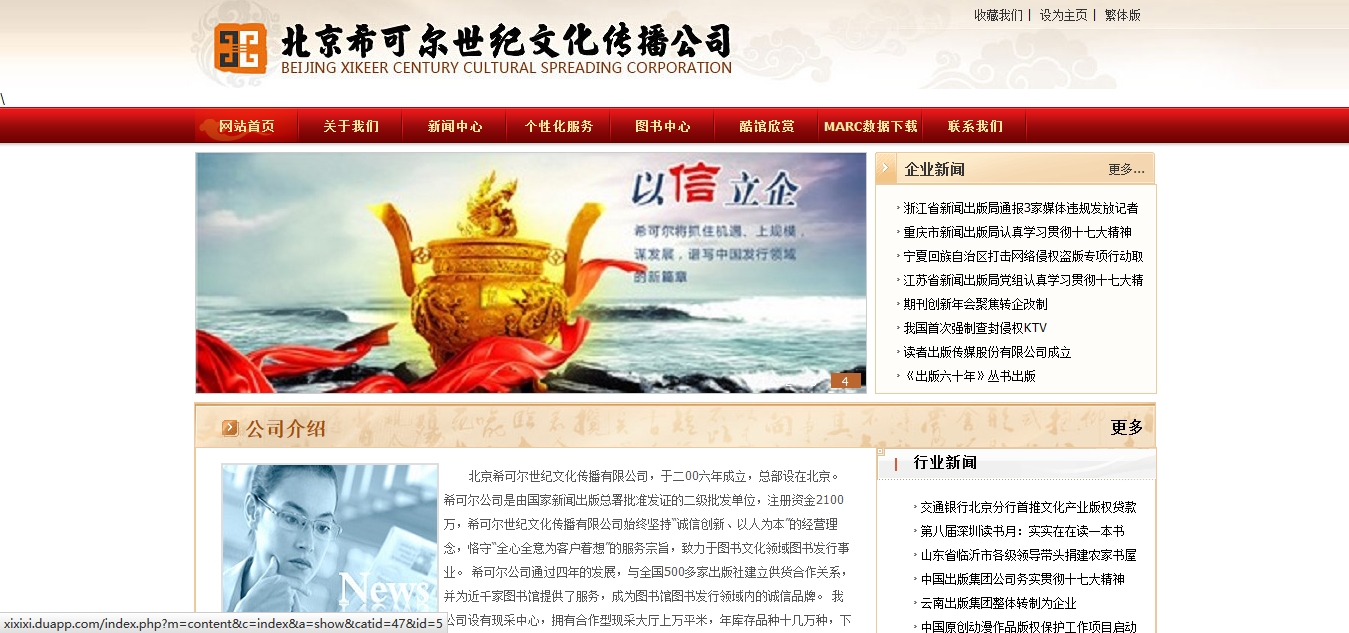 收藏我们 | 设为主页 | 繁体版
北京希可尔世纪文化传播公司
BEIJING XIKEER CENTURY CULTURAL SPREADING CORPORATION
\
网站首页 关于我们 新闻中心 个性化服务 图书中心 酷馆欣赏 MARC数据下载 联系我们
以信立企
希可尔将抓住机遇、上规模,
谋发展,谱写中国发行领域
的新篇章
4
企业新闻 更多...
浙江省新闻出版局通报3家媒体违规发放记者
重庆市新闻出版局认真学习贯彻十七大精神
宁夏回族自治区打击网络侵权盗版专项行动取
江苏省新闻出版局党组认真学习贯彻十七大精
期刊创新年会聚焦转企改制
我国首次强制查封侵权KTV
读者出版传媒股份有限公司成立
《出版六十年》丛书出版
公司介绍 更多
News
北京希可尔世纪文化传播有限公司,于二00六年成立,总部设在北京。
希可尔公司是由国家新闻出版总署批准发证的二级批发单位,注册资金2100
万,希可尔世纪文化传播有限公司始终坚持“诚信创新、以人为本”的经营理
念,恪守“全心全意为客户着想”的服务宗旨,致力于图书文化领域图书发行事
业。 希可尔公司通过四年的发展,与全国500多家出版社建立供货合作关系,
并为近千家图书馆提供了服务,成为图书馆图书发行领域内的诚信品牌。 我
公司设有现采中心,拥有合作型现采大厅上万平米,年库存品种十几万种,下
行业新闻
交通银行北京分行首推文化产业版权贷款
第八届深圳读书月:实实在在读一本书
山东省临沂市各级领导带头捐建农家书屋
中国出版集团公司务实贯彻十七大精神
云南出版集团整体转制为企业
中国原创动漫作品版权保护工作项目启动
xixixi.duapp.com/index.php?m=content&c=index&a=show&catid=47&id=5